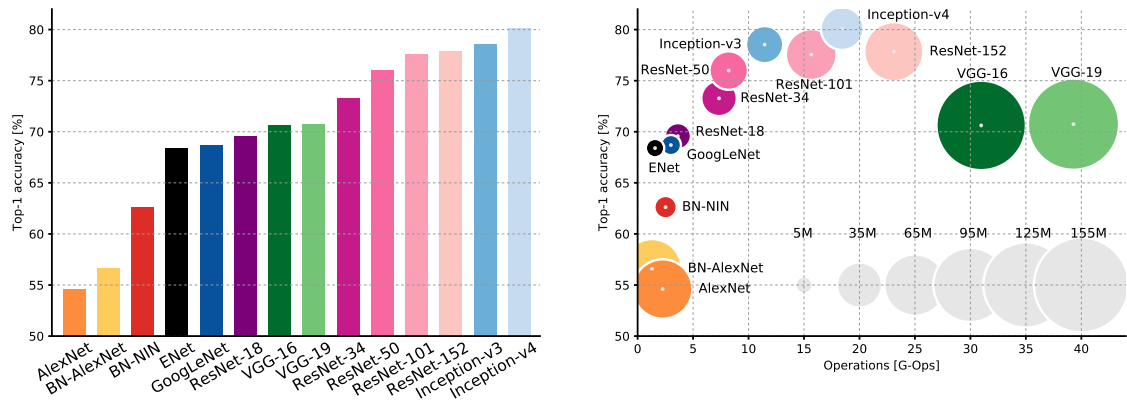 Top-1 accuracy [%]
80
75
70
65
60
55
50
AlexNet
BN-AlexNet
BN-NIN
ENet
GoogLeNet
ResNet-18
VGG-16
VGG-19
ResNet-34
ResNet-50
ResNet-101
ResNet-152
Inception-v3
Inception-v4
Top-1 accuracy [%]
80
75
70
65
60
55
50
Inception-v4
Inception-v3
ResNet-152
ResNet-50
VGG-16
VGG-19
ResNet-101
ResNet-34
ResNet-18
GoogLeNet
ENet
BN-NIN
5M 35M 65M 95M 125M 155M
BN-AlexNet
AlexNet
0 5 10 15 20 25 30 35 40
Operations [G-Ops]